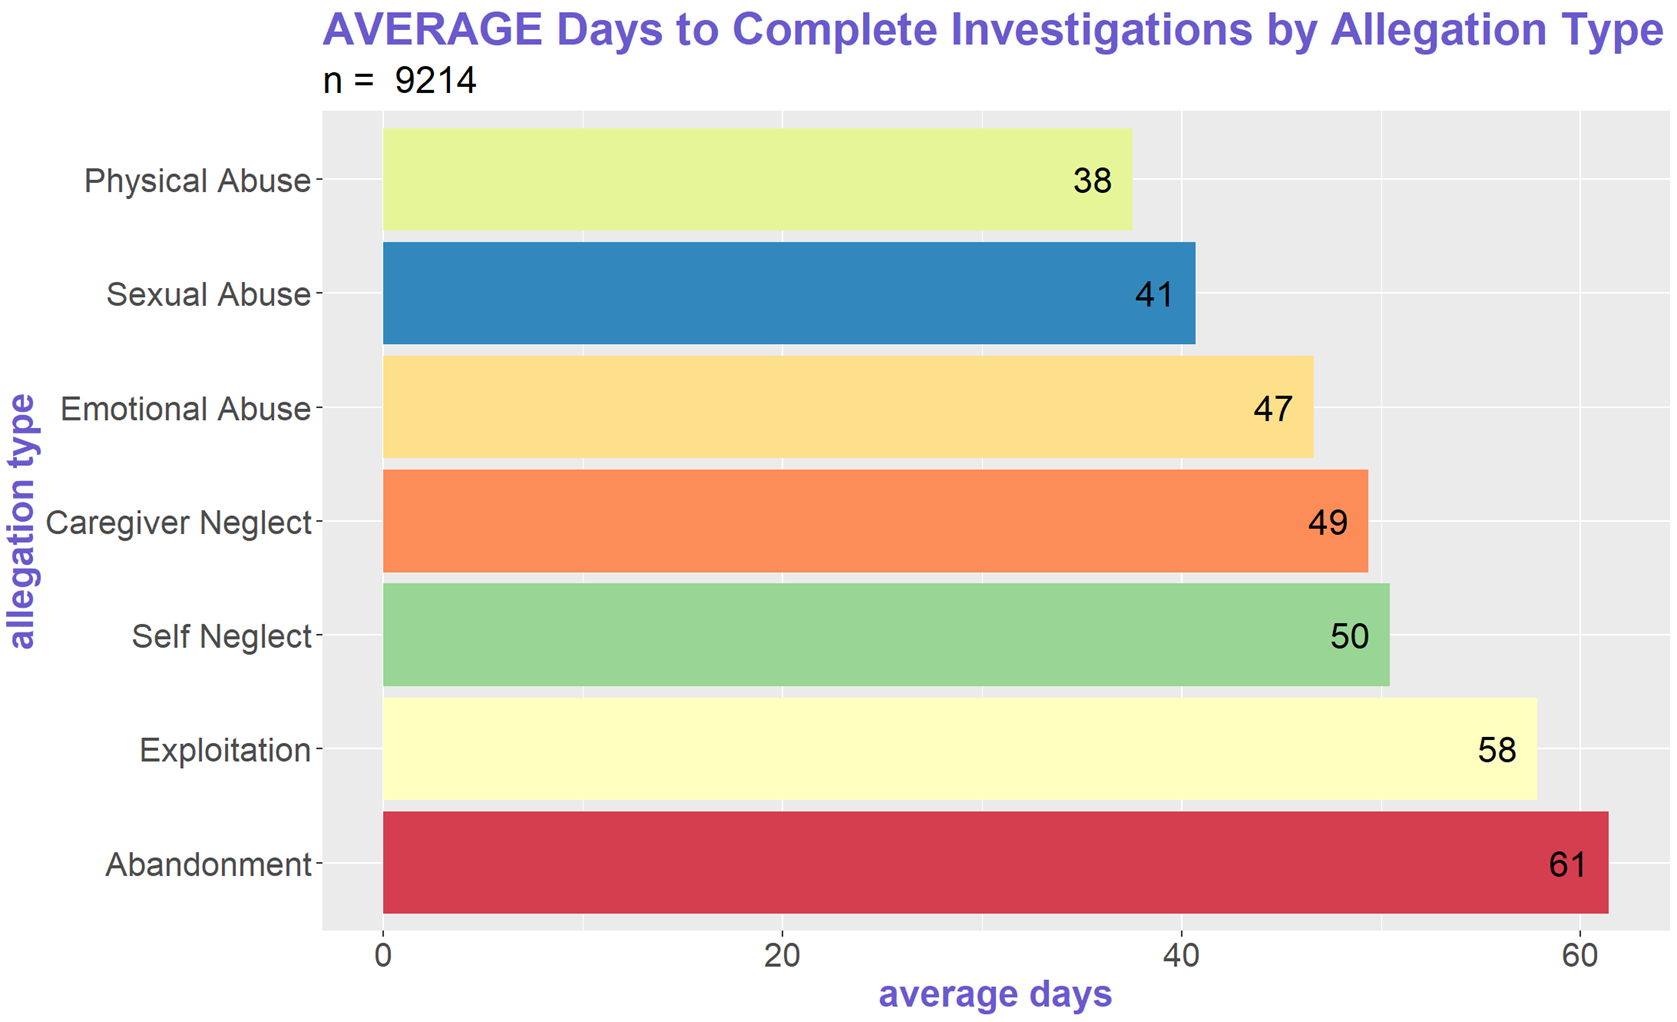 AVERAGE Days to Complete Investigations by Allegation Type
n =  9214
allegation type
Physical Abuse
38
Sexual Abuse
41
Emotional Abuse
47
Caregiver Neglect
49
Self Neglect
50
Exploitation
58
Abandonment
61
0 20 40 60
average days